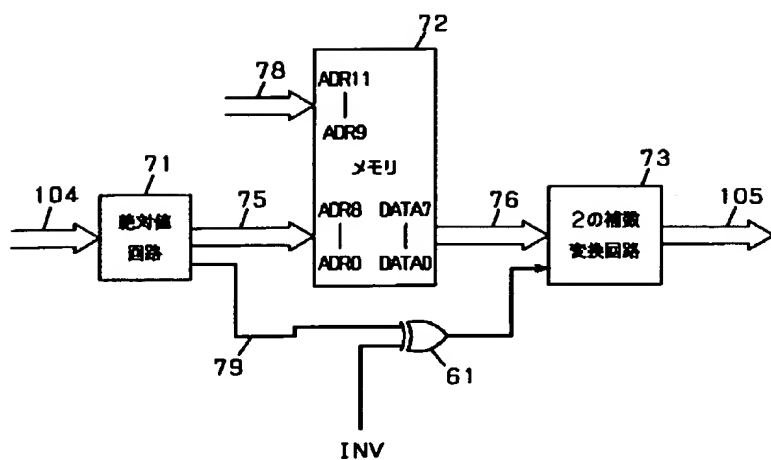 72
78
ADR11
ADR9
メモリ
71
73
104
絶対値
回路
75
ADR8 DATA7
ADR0 DATA0
76
2の補数
変換回路
105
79
61
INV